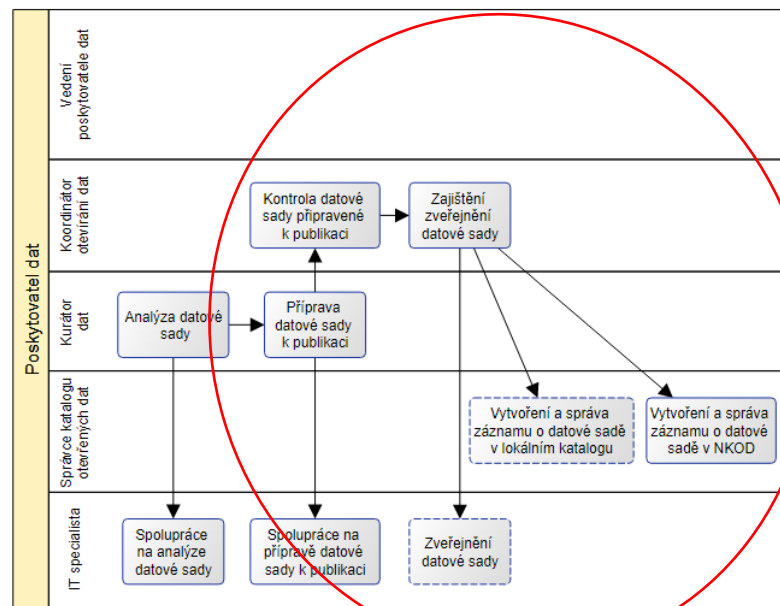 Poskytovatel dat
Vedení
poskytovatele dat
Koordinátor
otevírání dat
Kontrola datové
sady připravené
k publikaci
Zajištění
zveřejnění
datové sady
Kurátor
dat
Analýza datové
sady
Příprava
datové sady
k publikaci
Správce katalogu
otevřených dat
Vytvoření a správa
záznamu o datové sadě
v lokálním katalogu
Vytvoření a správa
záznamu o datové
sadě v NKOD
IT specialista
Spolupráce
na analýze
datové sady
Spolupráce na
přípravě datové
sady k publikaci
Zveřejnění
datové sady